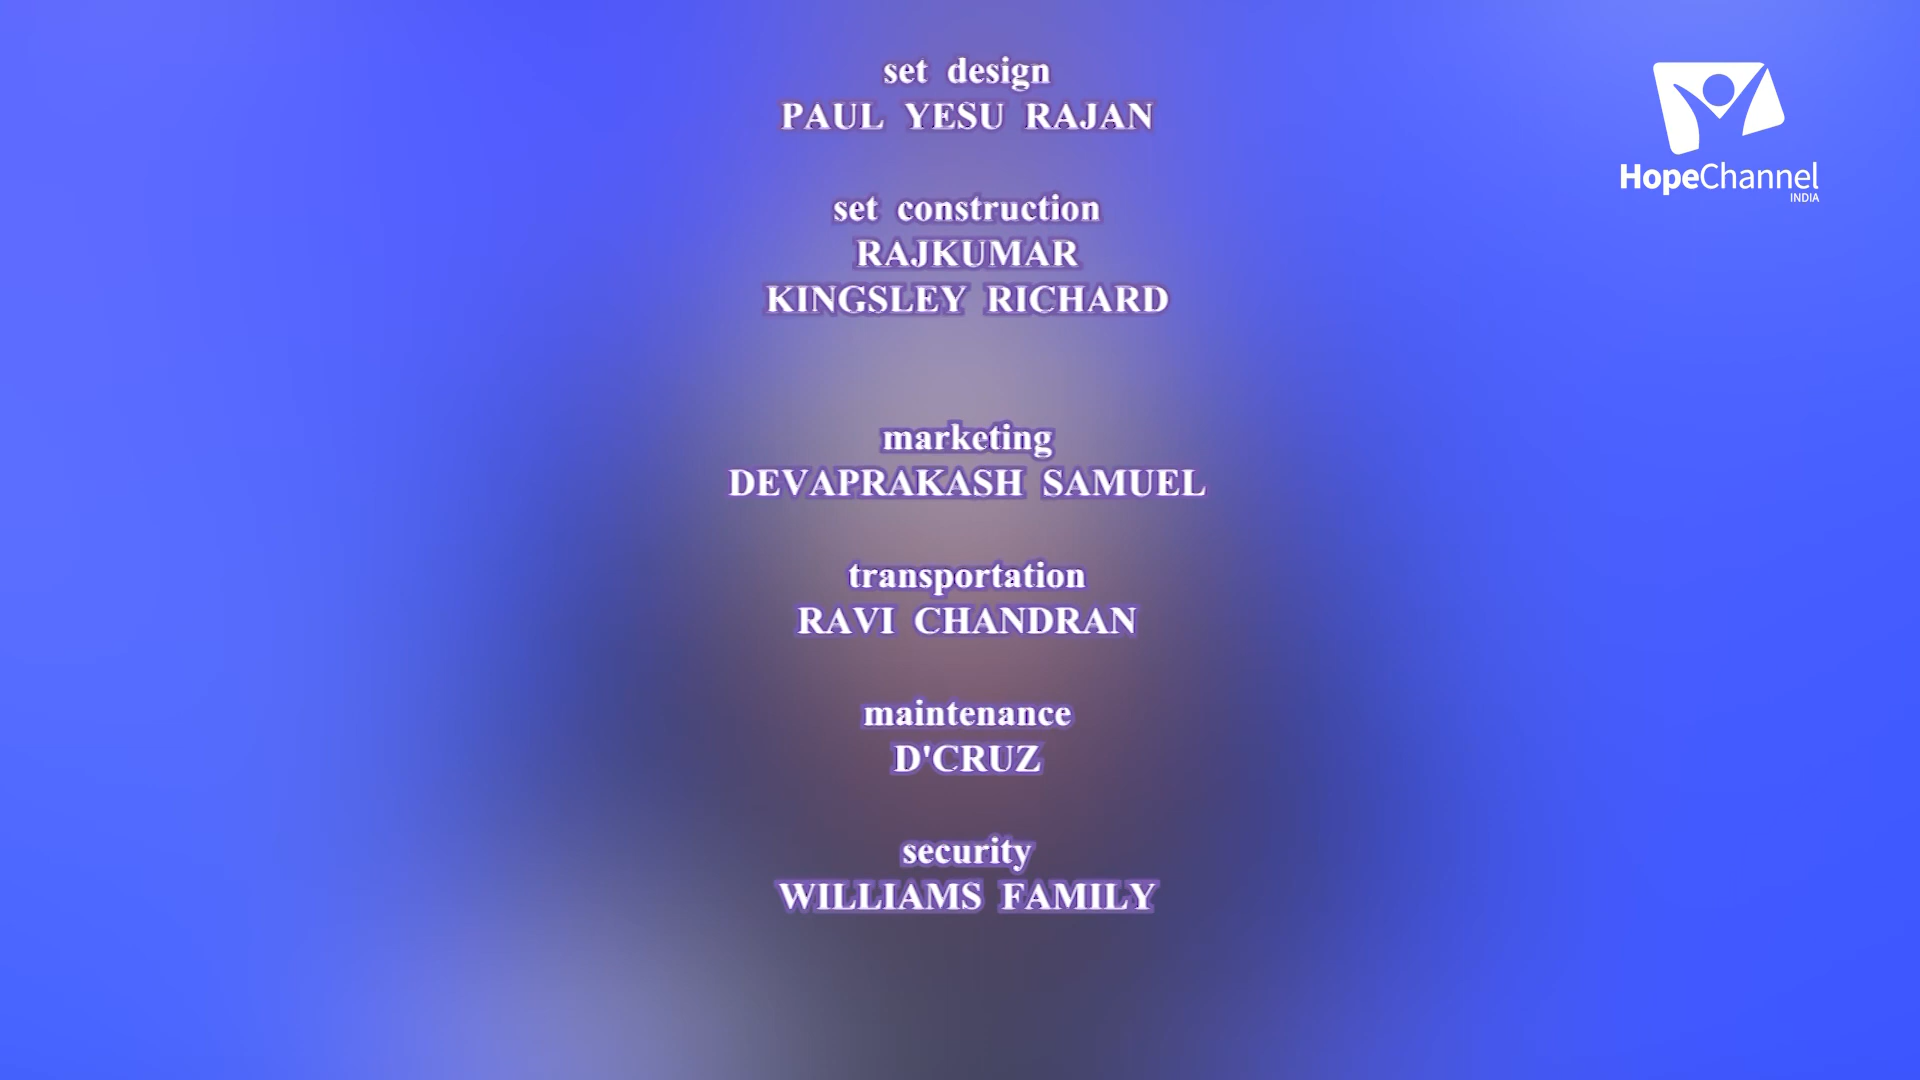 set design
PAUL YESU RAJAN
set construction
RAJKUMAR
KINGSLEY RICHARD
marketing
DEVAPRAKASH SAMUEL
transportation
RAVI CHANDRAN
maintenance
D'CRUZ
security
WILLIAMS FAMILY
HopeChannel
INDIA